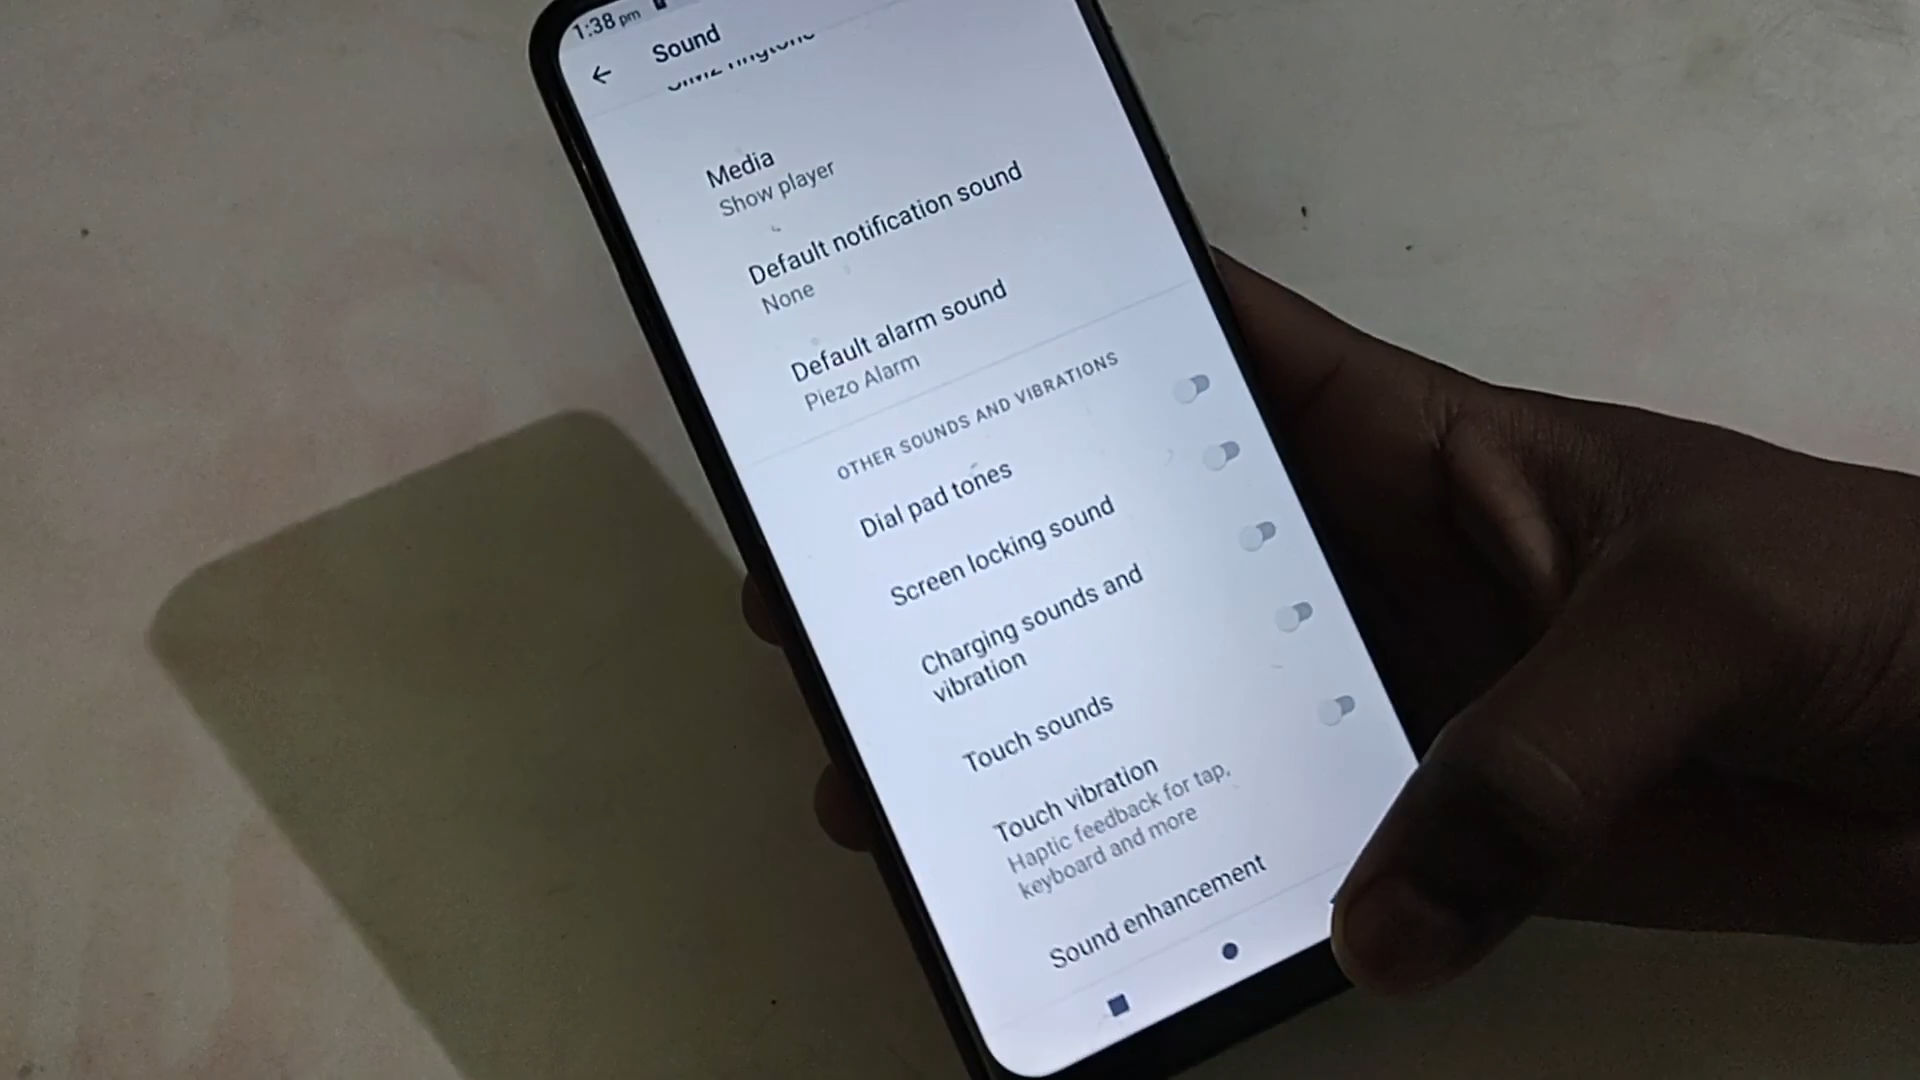 1:38 pm
Sound
SIM2 ringtone
Media
Show player
Default notification sound
None
Default alarm sound
Piezo Alarm
OTHER SOUNDS AND VIBRATIONS
Dial pad tones
Screen locking sound
Charging sounds and
vibration
Touch sounds
Touch vibration
Haptic feedback for tap,
keyboard and more
Sound enhancement